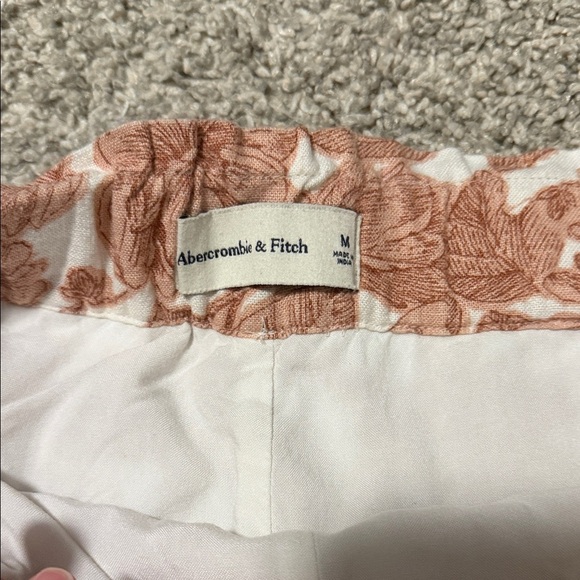 Abercrombie & Fitch
M
MADE IN
INDIA